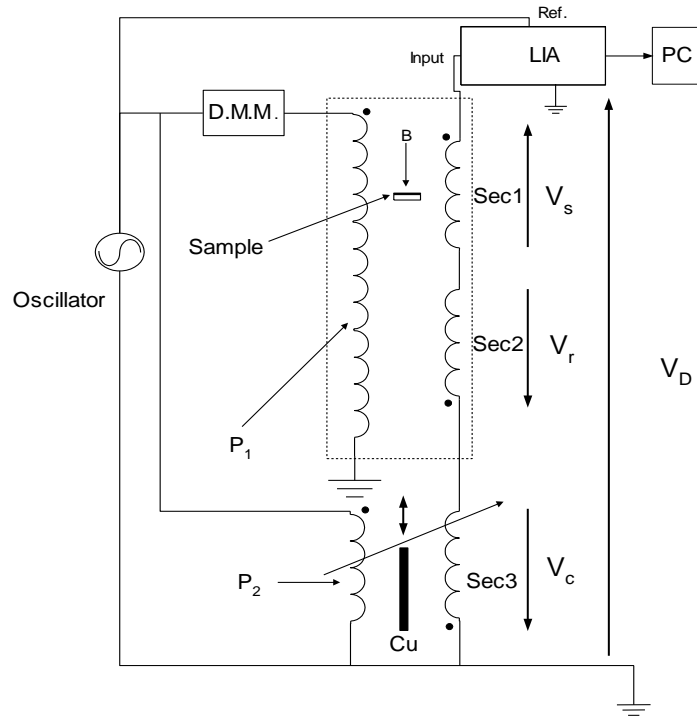 Ref.
Input
LIA
PC
D.M.M.
B
Sec1
V_s
Sample
Oscillator
Sec2
V_r
V_D
P_1
P_2
Sec3
V_c
Cu